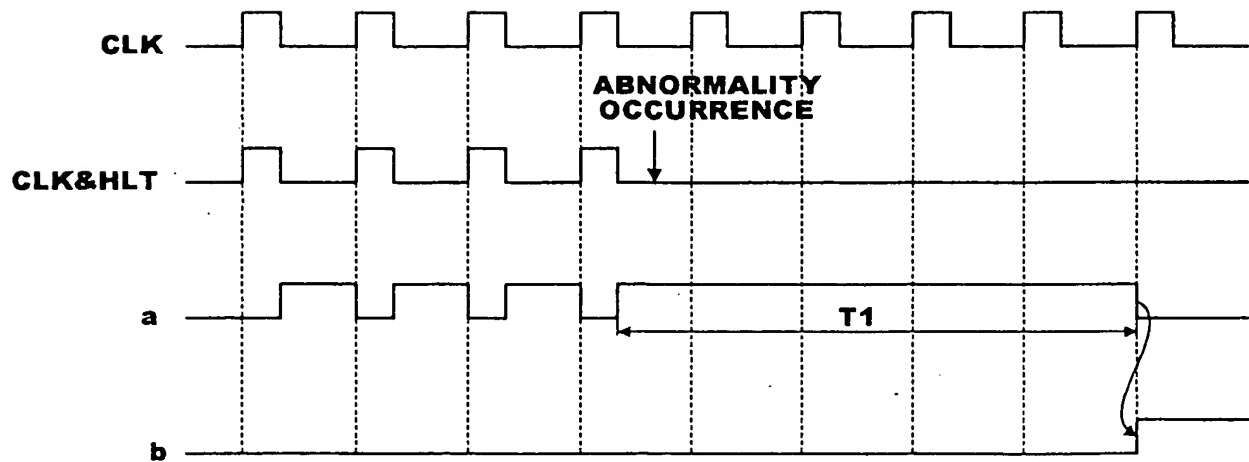 CLK
ABNORMALITY
OCCURRENCE
CLK&HLT
a
T1
b